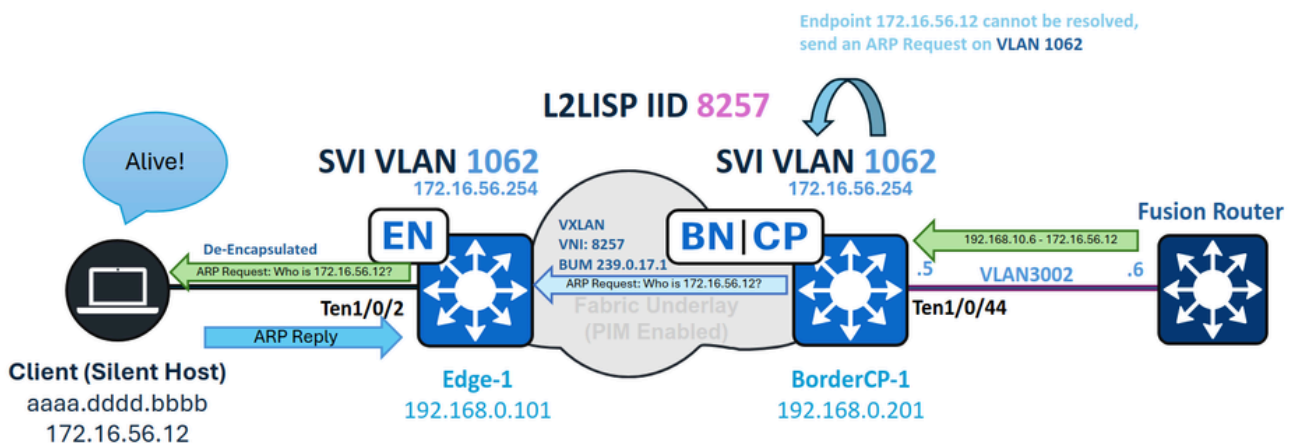 Endpoint 172.16.56.12 cannot be resolved,
send an ARP Request on VLAN 1062
L2LISP IID 8257
Alive!
SVI VLAN 1062
172.16.56.254
SVI VLAN 1062
172.16.56.254
Fusion Router
EN
BN|CP
VXLAN
VNI: 8257
BUM 239.0.17.1
De-Encapsulated
192.168.10.6 - 172.16.56.12
ARP Request: Who is 172.16.56.12?
ARP Request: Who is 172.16.56.12?
.5
VLAN3002
.6
Ten1/0/2
Fabric Underlay
(PIM Enabled)
Ten1/0/44
ARP Reply
Client (Silent Host)
aaaa.dddd.bbbb
172.16.56.12
Edge-1
192.168.0.101
BorderCP-1
192.168.0.201